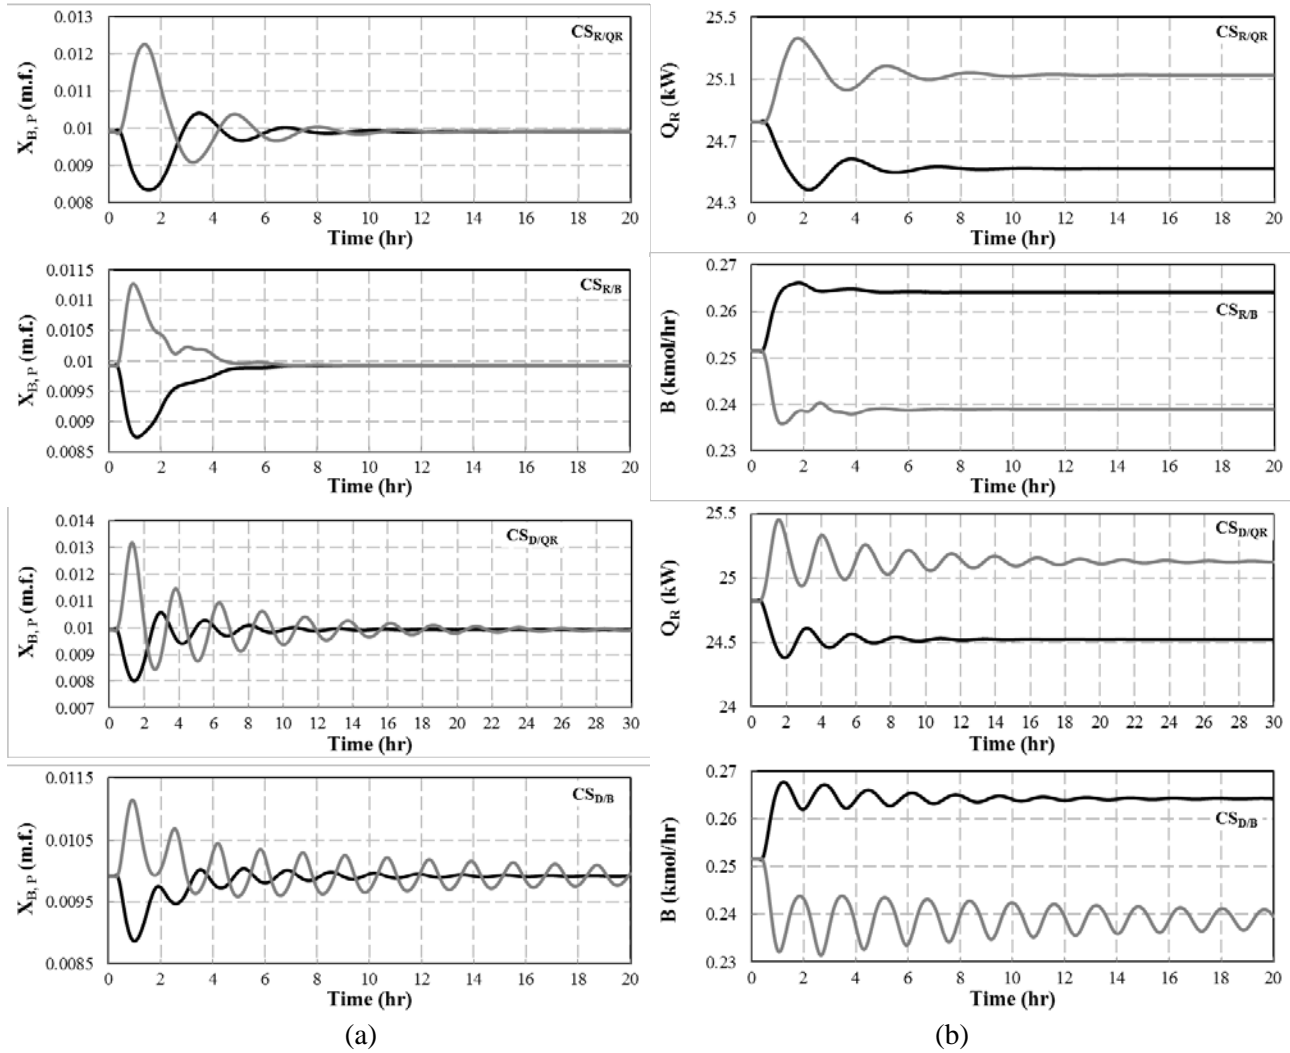 0.013
0.012
0.011
0.01
0.009
0.008
X_B, P (m.f.)
CS_R/QR
0 2 4 6 8 10 12 14 16 18 20
Time (hr)
25.5
25.1
24.7
24.3
Q_R (kW)
CS_R/QR
0 2 4 6 8 10 12 14 16 18 20
Time (hr)
0.0115
0.011
0.0105
0.01
0.0095
0.009
0.0085
X_B, P (m.f.)
CS_R/B
0 2 4 6 8 10 12 14 16 18 20
Time (hr)
0.27
0.26
0.25
0.24
0.23
B (kmol/hr)
CS_R/B
0 2 4 6 8 10 12 14 16 18 20
Time (hr)
0.014
0.013
0.012
0.011
0.01
0.009
0.008
0.007
X_B, P (m.f.)
CS_D/QR
0 2 4 6 8 10 12 14 16 18 20 22 24 26 28 30
Time (hr)
25.5
25
24.5
24
Q_R (kW)
CS_D/QR
0 2 4 6 8 10 12 14 16 18 20 22 24 26 28 30
Time (hr)
0.0115
0.0105
0.0095
0.0085
X_B, P (m.f.)
CS_D/B
0 2 4 6 8 10 12 14 16 18 20
Time (hr)
0.27
0.26
0.25
0.24
0.23
B (kmol/hr)
CS_D/B
0 2 4 6 8 10 12 14 16 18 20
Time (hr)
(a)
(b)